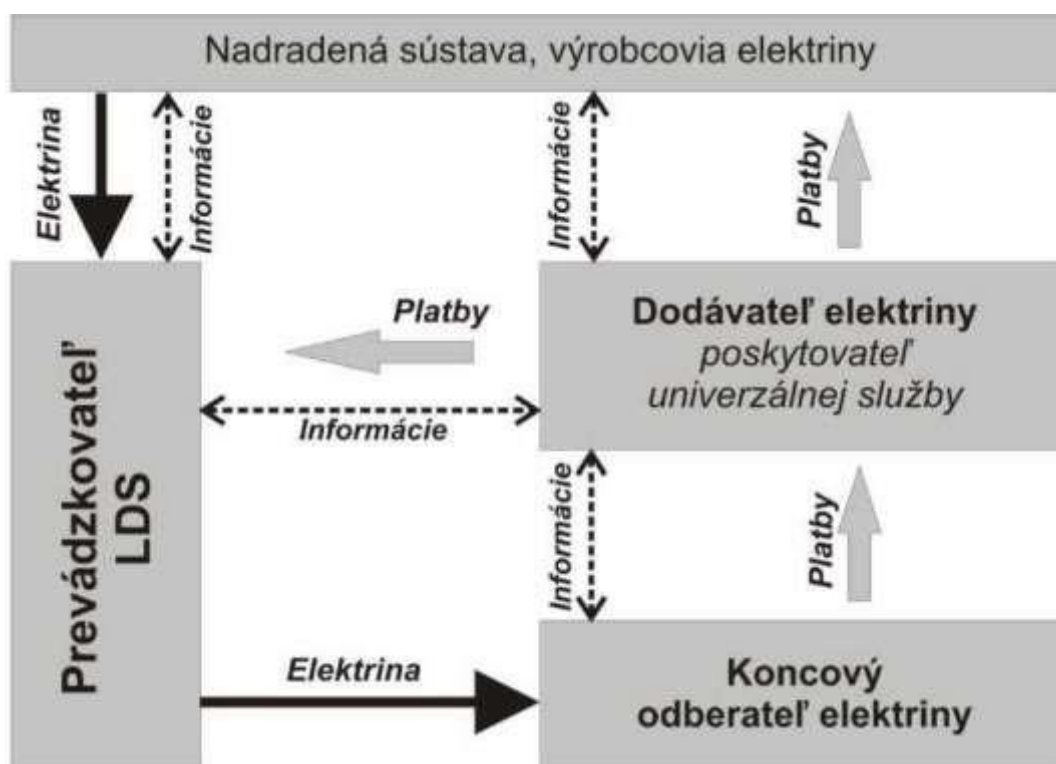 Nadradená sústava, výrobcovia elektriny
Elektrina
Informácie
Informácie
Platby
Platby
Informácie
Dodávateľ elektriny
poskytovateľ
univerzálnej služby
Prevádzkovateľ
LDS
Informácie
Platby
Elektrina
Koncový
odberateľ elektriny